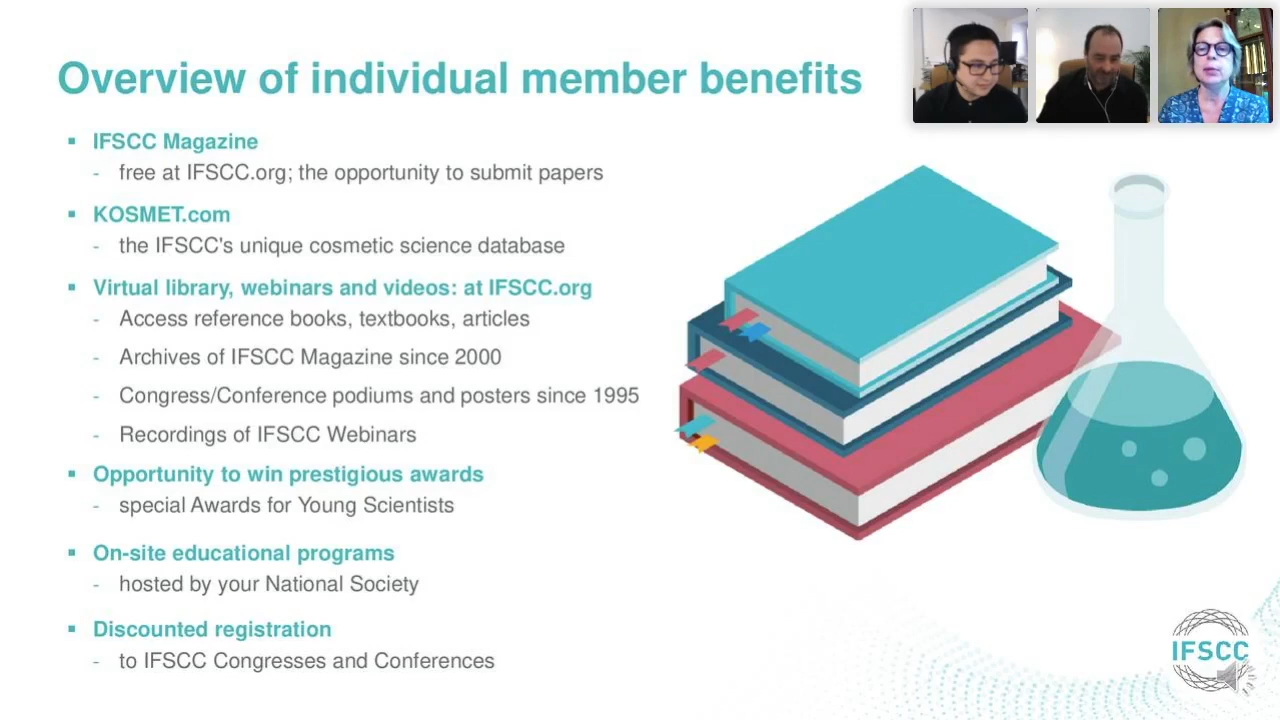 Overview of individual member benefits
▪ IFSCC Magazine
- free at IFSCC.org; the opportunity to submit papers
▪ KOSMET.com
- the IFSCC's unique cosmetic science database
▪ Virtual library, webinars and videos: at IFSCC.org
- Access reference books, textbooks, articles
- Archives of IFSCC Magazine since 2000
- Congress/Conference podiums and posters since 1995
- Recordings of IFSCC Webinars
▪ Opportunity to win prestigious awards
- special Awards for Young Scientists
▪ On-site educational programs
- hosted by your National Society
▪ Discounted registration
- to IFSCC Congresses and Conferences
IFSCC